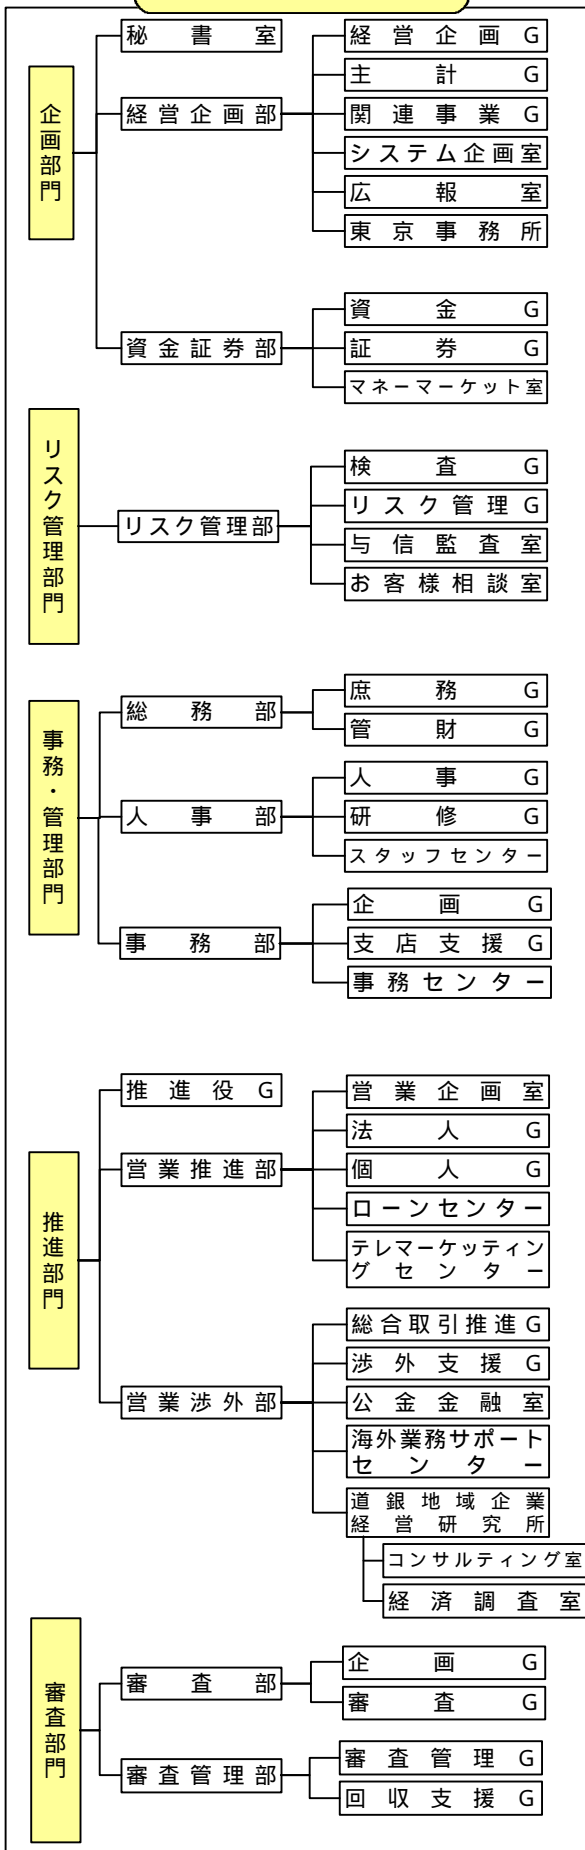 企画部門
秘書室
経営企画部
経営企画G
主計G
関連事業G
システム企画室
広報室
東京事務所
資金証券部
資金G
証券G
マネーマーケット室
リスク管理部門
リスク管理部
検査G
リスク管理G
与信監査室
お客様相談室
事務・管理部門
総務部
庶務G
管財G
人事部
人事G
研修G
スタッフセンター
事務部
企画G
支店支援G
事務センター
推進部門
推進役G
営業推進部
営業企画室
法人G
個人G
ローンセンター
テレマーケッティン
グセンター
営業渉外部
総合取引推進G
渉外支援G
公金金融室
海外業務サポート
センター
道銀地域企業
経営研究所
コンサルティング室
経済調査室
審査部門
審査部
企画G
審査G
審査管理部
審査管理G
回収支援G